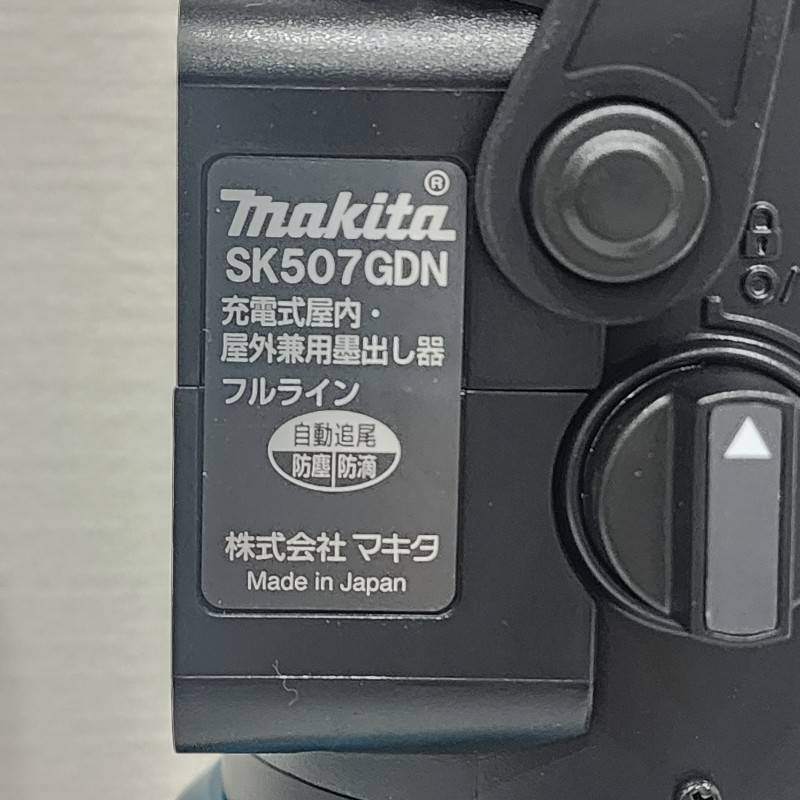 makita®
SK507GDN
充電式屋内・
屋外兼用墨出し器
フルライン
自動追尾
防塵 防滴
株式会社 マキタ
Made in Japan